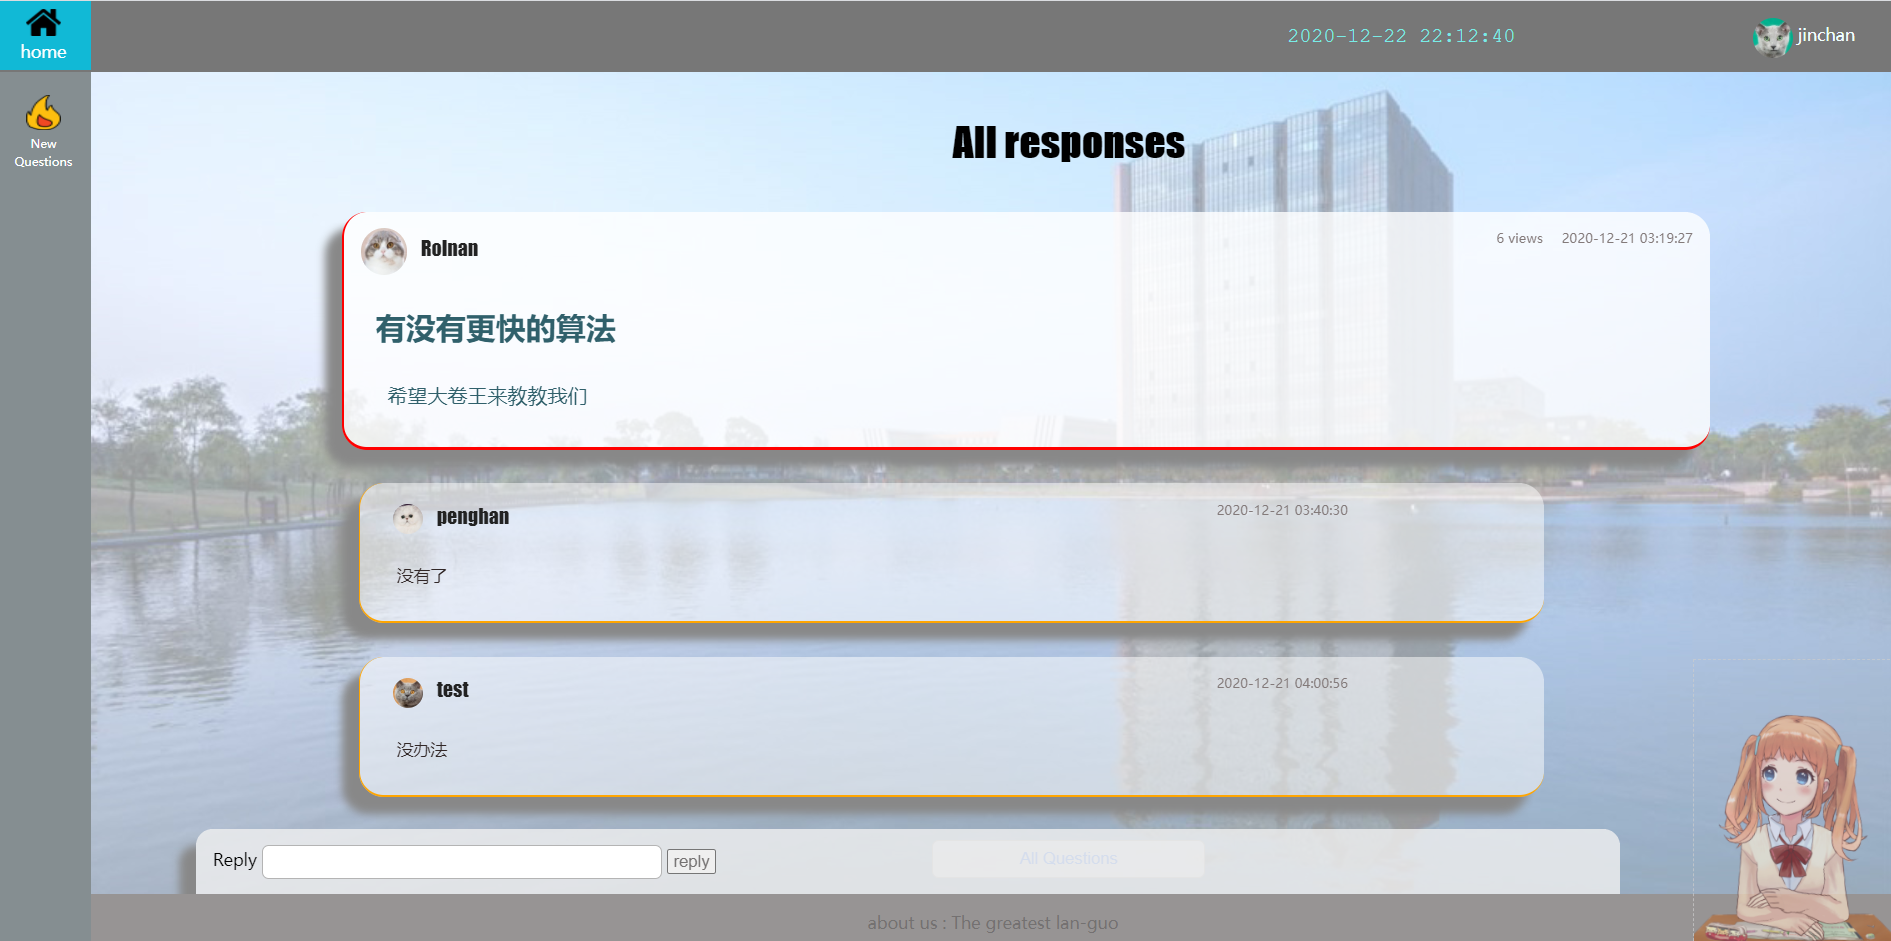 home
2020-12-22 22:12:40
jinchan
New
Questions
All responses
Rolnan
6 views 2020-12-21 03:19:27
有没有更快的算法
希望大卷王来教教我们
penghan
2020-12-21 03:40:30
没有了
test
2020-12-21 04:00:56
没办法
Reply reply
All Questions
about us : The greatest lan-guo